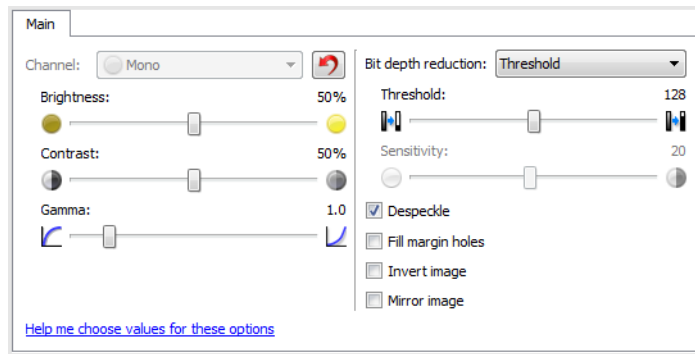 Main
Channel: Mono
Brightness: 50%
Contrast: 50%
Gamma: 1.0
Help me choose values for these options
Bit depth reduction: Threshold
Threshold: 128
Sensitivity: 20
Despeckle
Fill margin holes
Invert image
Mirror image